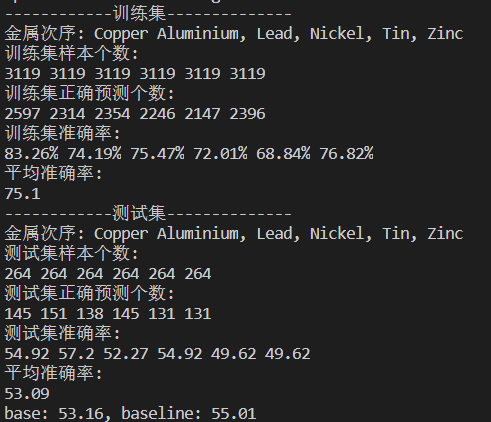 ------------训练集--------------
金属次序: Copper Aluminium, Lead, Nickel, Tin, Zinc
训练集样本个数:
3119 3119 3119 3119 3119 3119
训练集正确预测个数:
2597 2314 2354 2246 2147 2396
训练集准确率:
83.26% 74.19% 75.47% 72.01% 68.84% 76.82%
平均准确率:
75.1
------------测试集--------------
金属次序: Copper Aluminium, Lead, Nickel, Tin, Zinc
测试集样本个数:
264 264 264 264 264 264
测试集正确预测个数:
145 151 138 145 131 131
测试集准确率:
54.92 57.2 52.27 54.92 49.62 49.62
平均准确率:
53.09
base: 53.16, baseline: 55.01